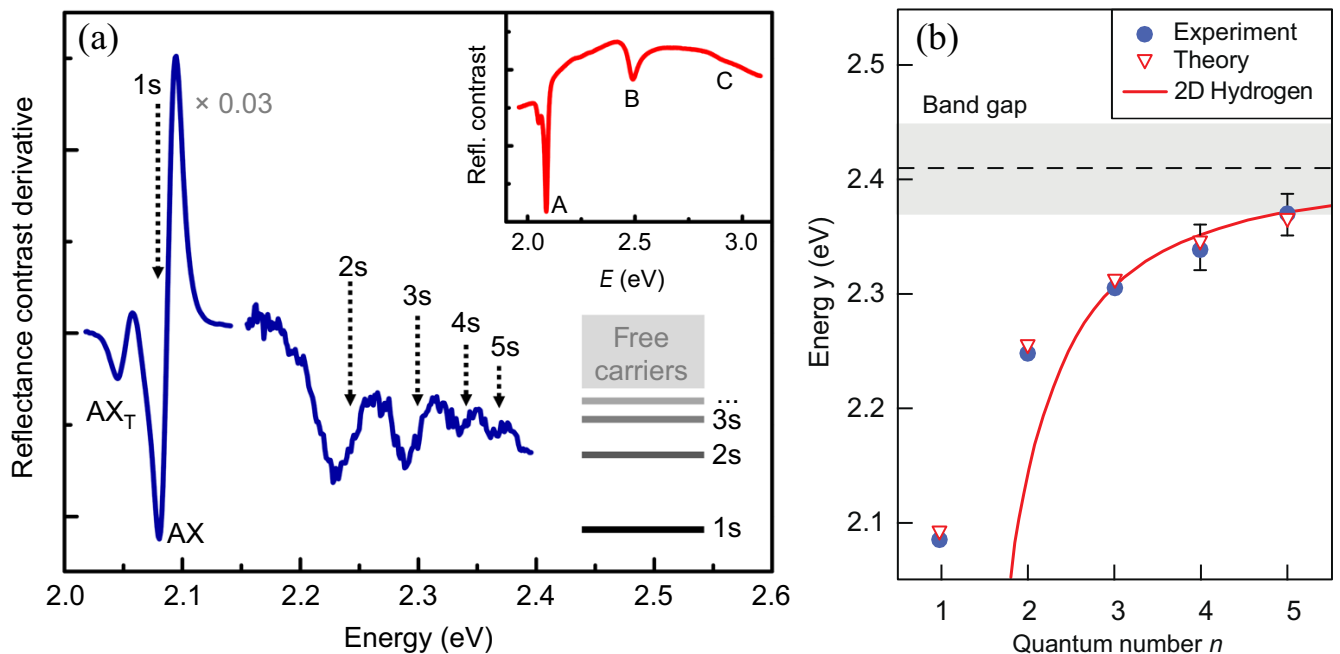 (a)
Reflectance contrast derivative
1s
× 0.03
AX_T
AX
2s
3s
4s
5s
2.0 2.1 2.2 2.3 2.4 2.5 2.6
Energy (eV)
Refl. contrast
A
B
C
2.0 2.5 3.0
E (eV)
Free
carriers
...
3s
2s
1s
(b)
Experiment
Theory
2D Hydrogen
Band gap
Energ y (eV)
2.5
2.4
2.3
2.2
2.1
1 2 3 4 5
Quantum number n